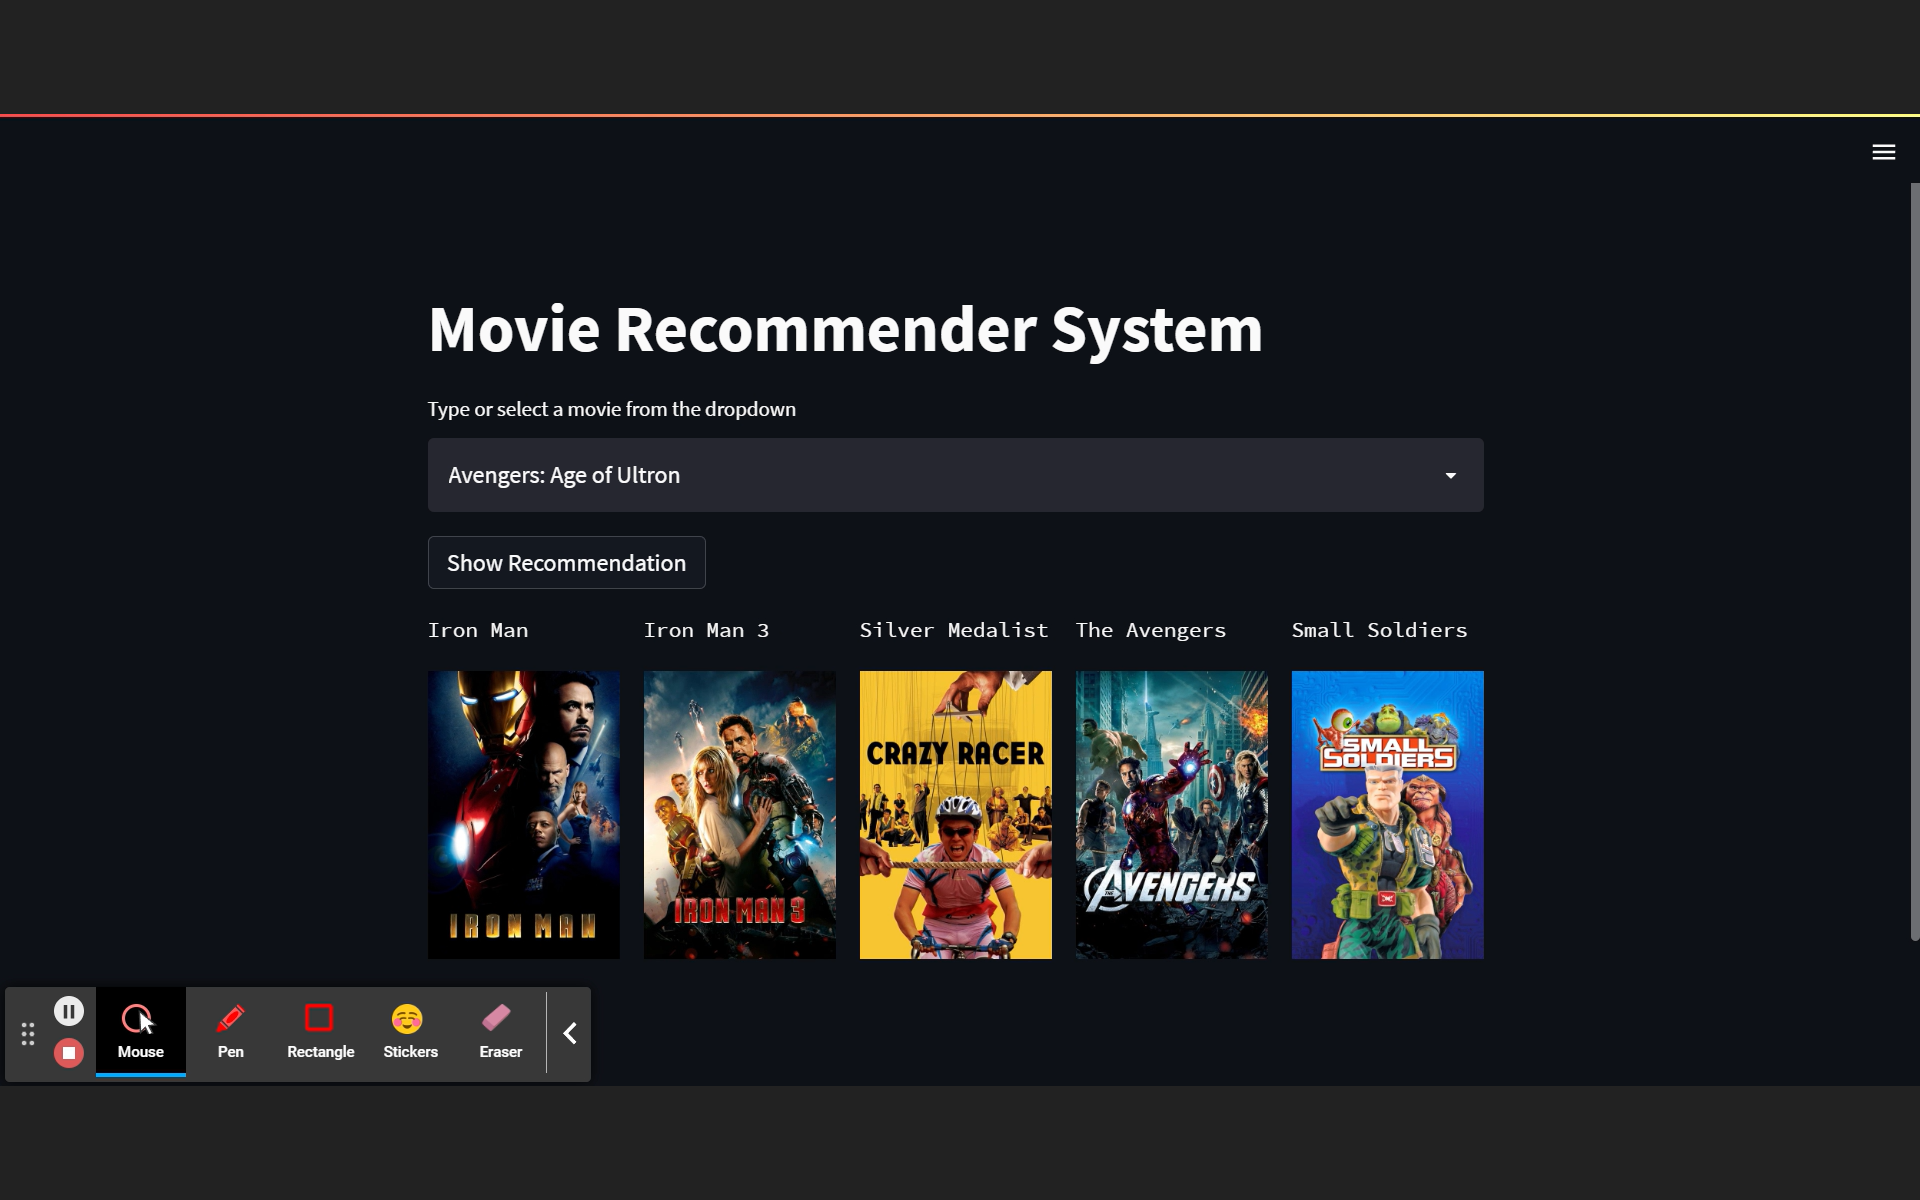 Movie Recommender System
Type or select a movie from the dropdown
Avengers: Age of Ultron
Show Recommendation
Iron Man
Iron Man 3
Silver Medalist
The Avengers
Small Soldiers
IRON MAN
IRON MAN 3
CRAZY RACER
THE AVENGERS
SMALL SOLDIERS
Mouse
Pen
Rectangle
Stickers
Eraser